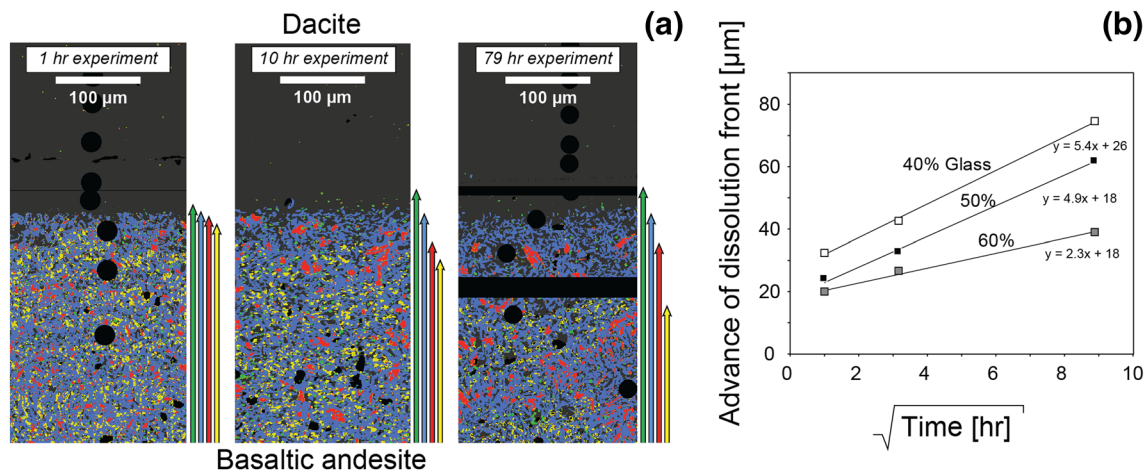 Dacite
(a)
1 hr experiment
100 µm
10 hr experiment
100 µm
79 hr experiment
100 µm
Basaltic andesite
(b)
Advance of dissolution front [µm]
80
60
40
20
0
0 2 4 6 8 10
40% Glass
y = 5.4x + 26
50%
y = 4.9x + 18
60%
y = 2.3x + 18
√Time [hr]